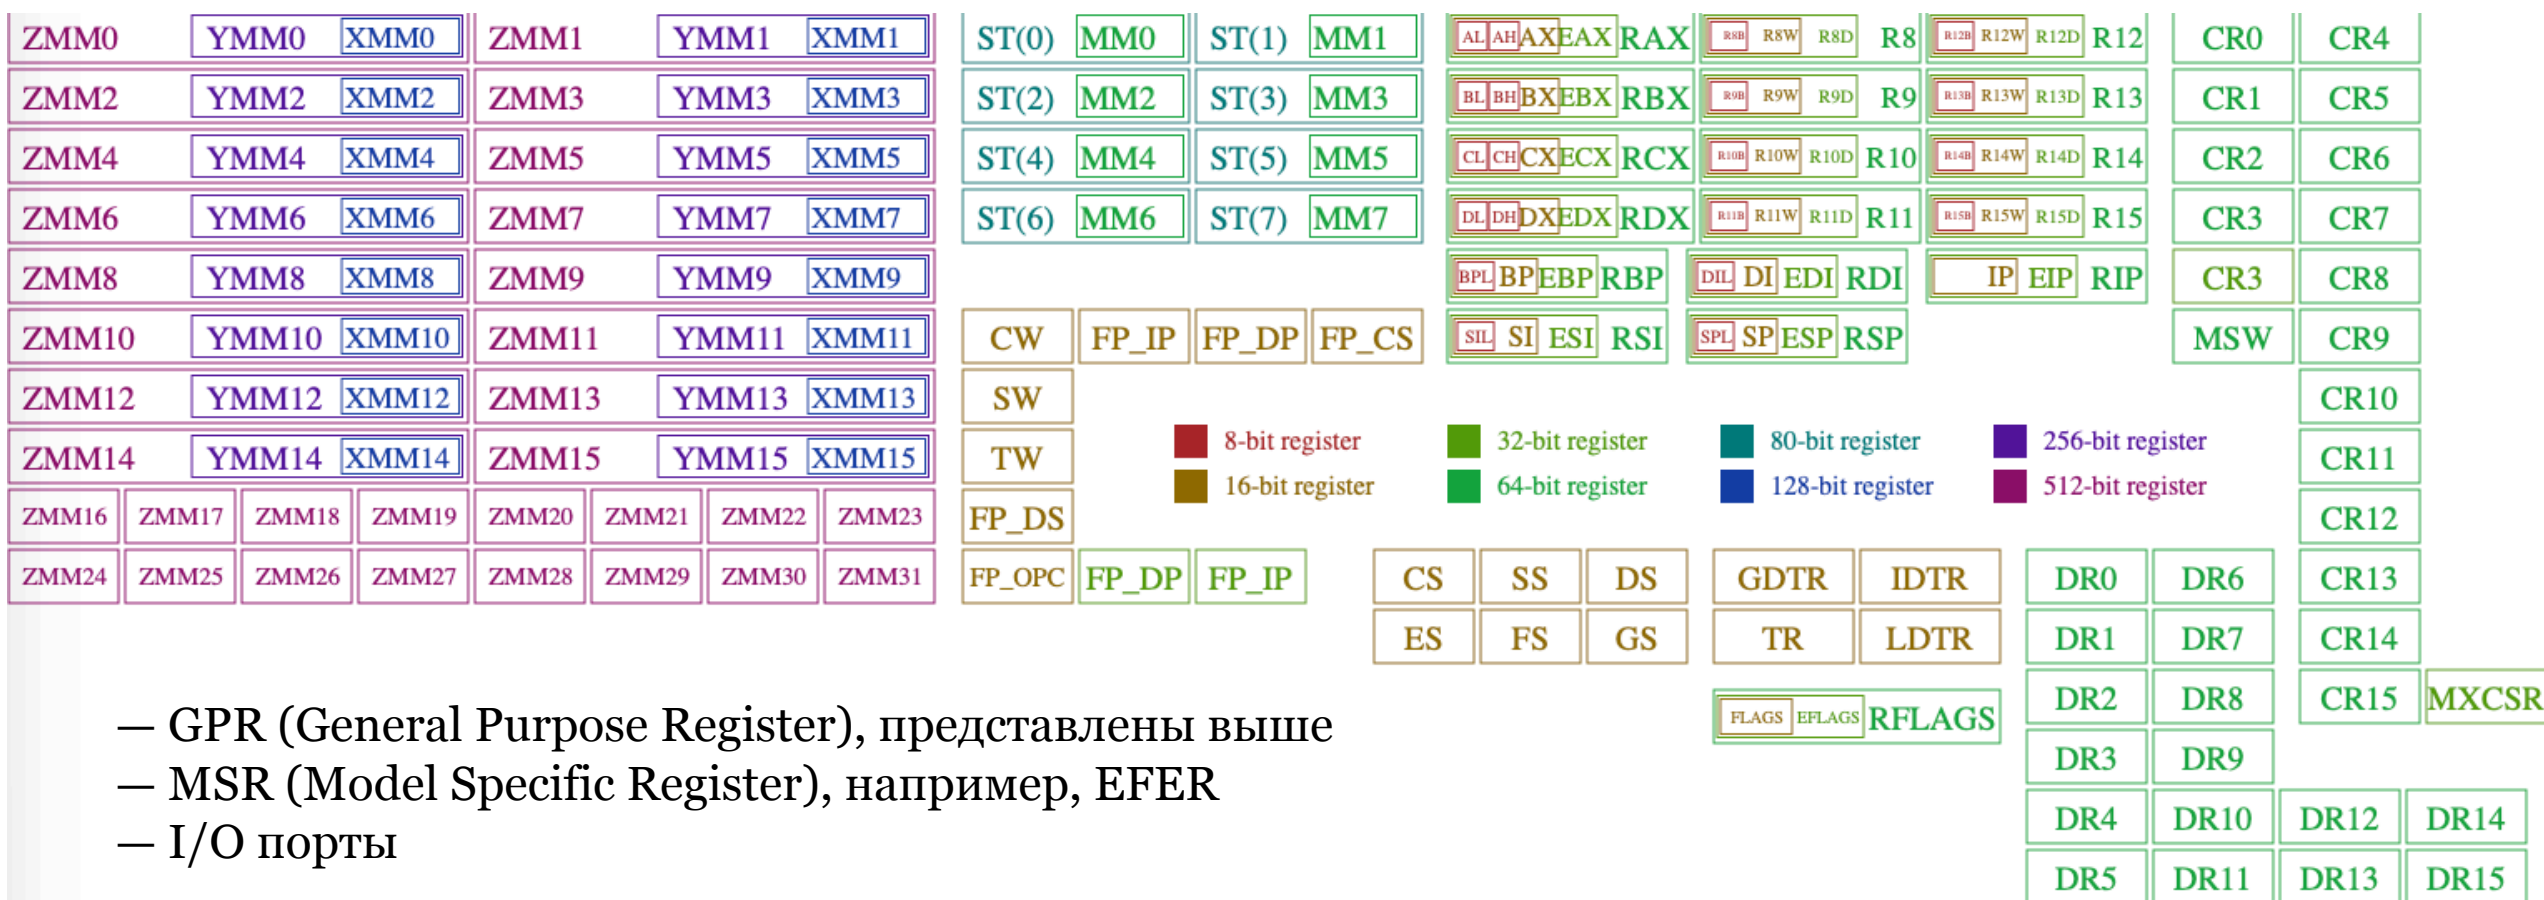 ZMM0 YMM0 XMM0 ZMM1 YMM1 XMM1 ST(0) MM0 ST(1) MM1 AL AH AX EAX RAX R8B R8W R8D R8 R12B R12W R12D R12 CR0 CR4
ZMM2 YMM2 XMM2 ZMM3 YMM3 XMM3 ST(2) MM2 ST(3) MM3 BL BH BX EBX RBX R9B R9W R9D R9 R13B R13W R13D R13 CR1 CR5
ZMM4 YMM4 XMM4 ZMM5 YMM5 XMM5 ST(4) MM4 ST(5) MM5 CL CH CX ECX RCX R10B R10W R10D R10 R14B R14W R14D R14 CR2 CR6
ZMM6 YMM6 XMM6 ZMM7 YMM7 XMM7 ST(6) MM6 ST(7) MM7 DL DH DX EDX RDX R11B R11W R11D R11 R15B R15W R15D R15 CR3 CR7
ZMM8 YMM8 XMM8 ZMM9 YMM9 XMM9 BPL BP EBP RBP DIL DI EDI RDI IP EIP RIP CR3 CR8
ZMM10 YMM10 XMM10 ZMM11 YMM11 XMM11 CW FP_IP FP_DP FP_CS SIL SI ESI RSI SPL SP ESP RSP MSW CR9
ZMM12 YMM12 XMM12 ZMM13 YMM13 XMM13 SW CR10
ZMM14 YMM14 XMM14 ZMM15 YMM15 XMM15 TW 8-bit register 32-bit register 80-bit register 256-bit register CR11
16-bit register 64-bit register 128-bit register 512-bit register
ZMM16 ZMM17 ZMM18 ZMM19 ZMM20 ZMM21 ZMM22 ZMM23 FP_DS CR12
ZMM24 ZMM25 ZMM26 ZMM27 ZMM28 ZMM29 ZMM30 ZMM31 FP_OPC FP_DP FP_IP CS SS DS GDTR IDTR DR0 DR6 CR13
ES FS GS TR LDTR DR1 DR7 CR14
FLAGS EFLAGS RFLAGS DR2 DR8 CR15 MXCSR
DR3 DR9
DR4 DR10 DR12 DR14
DR5 DR11 DR13 DR15
— GPR (General Purpose Register), представлены выше
— MSR (Model Specific Register), например, EFER
— I/O порты